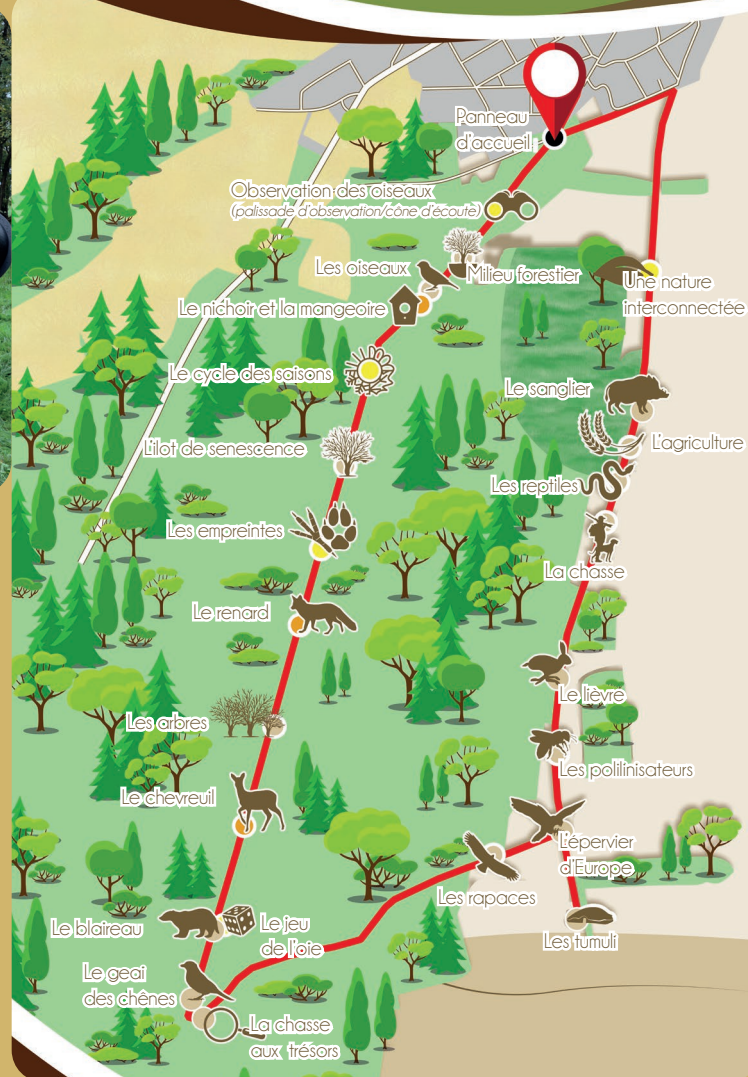 Panneau
d'accueil
Observation des oiseaux
(palissade d'observation/cône d'écoute)
Les oiseaux
Milieu forestier
Une nature
interconnectée
Le nichoir et la mangeoire
Le cycle des saisons
Le sanglier
L'agriculture
L'ilot de senescence
Les reptiles
Les empreintes
La chasse
Le renard
Le lièvre
Les arbres
Les polilinisateurs
Le chevreuil
L'épervier
d'Europe
Les rapaces
Le blaireau
Le jeu
de l'oie
Les tumuli
Le geai
des chênes
La chasse
aux trésors